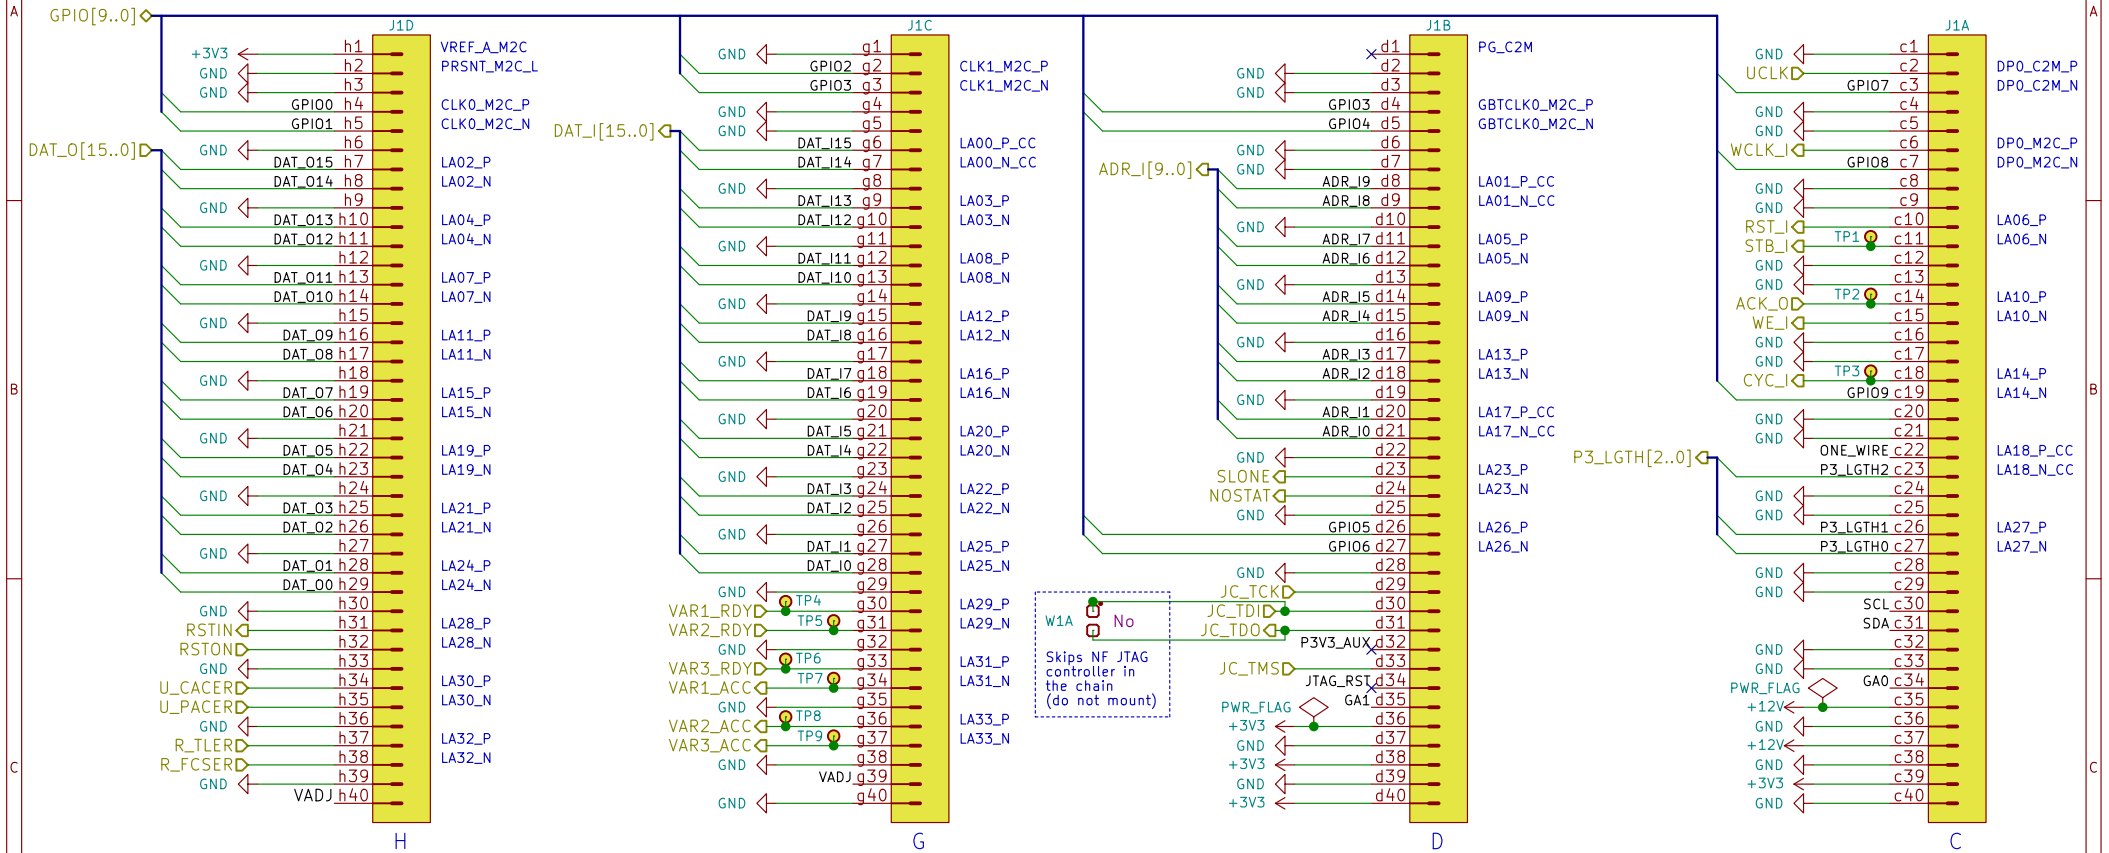 A
A
B
B
C
C
GPIO[9..0]
DAT_O[15..0]
J1D
+3V3 h1 VREF_A_M2C
GND h2 PRSNT_M2C_L
GND h3
GPIO0 h4 CLK0_M2C_P
GPIO1 h5 CLK0_M2C_N
GND h6
DAT_O15 h7 LA02_P
DAT_O14 h8 LA02_N
GND h9
DAT_O13 h10 LA04_P
DAT_O12 h11 LA04_N
GND h12
DAT_O11 h13 LA07_P
DAT_O10 h14 LA07_N
GND h15
DAT_O9 h16 LA11_P
DAT_O8 h17 LA11_N
GND h18
DAT_O7 h19 LA15_P
DAT_O6 h20 LA15_N
GND h21
DAT_O5 h22 LA19_P
DAT_O4 h23 LA19_N
GND h24
DAT_O3 h25 LA21_P
DAT_O2 h26 LA21_N
GND h27
DAT_O1 h28 LA24_P
DAT_O0 h29 LA24_N
GND h30
RSTIN h31 LA28_P
RSTON h32 LA28_N
GND h33
U_CACER h34 LA30_P
U_PACER h35 LA30_N
GND h36
R_TLER h37 LA32_P
R_FCSER h38 LA32_N
GND h39
VADJ h40
H
DAT_I[15..0]
J1C
GND g1
GPIO2 g2 CLK1_M2C_P
GPIO3 g3 CLK1_M2C_N
GND g4
GND g5
DAT_I15 g6 LA00_P_CC
DAT_I14 g7 LA00_N_CC
GND g8
DAT_I13 g9 LA03_P
DAT_I12 g10 LA03_N
GND g11
DAT_I11 g12 LA08_P
DAT_I10 g13 LA08_N
GND g14
DAT_I9 g15 LA12_P
DAT_I8 g16 LA12_N
GND g17
DAT_I7 g18 LA16_P
DAT_I6 g19 LA16_N
GND g20
DAT_I5 g21 LA20_P
DAT_I4 g22 LA20_N
GND g23
DAT_I3 g24 LA22_P
DAT_I2 g25 LA22_N
GND g26
DAT_I1 g27 LA25_P
DAT_I0 g28 LA25_N
GND g29
VAR1_RDY TP4 g30 LA29_P
VAR2_RDY TP5 g31 LA29_N
GND g32
VAR3_RDY TP6 g33 LA31_P
VAR1_ACC TP7 g34 LA31_N
GND g35
VAR2_ACC TP8 g36 LA33_P
VAR3_ACC TP9 g37 LA33_N
GND g38
VADJ g39
GND g40
G
ADR_I[9..0]
J1B
d1 PG_C2M
GND d2
GND d3
GPIO3 d4 GBTCLK0_M2C_P
GPIO4 d5 GBTCLK0_M2C_N
GND d6
GND d7
ADR_I9 d8 LA01_P_CC
ADR_I8 d9 LA01_N_CC
GND d10
ADR_I7 d11 LA05_P
ADR_I6 d12 LA05_N
GND d13
ADR_I5 d14 LA09_P
ADR_I4 d15 LA09_N
GND d16
ADR_I3 d17 LA13_P
ADR_I2 d18 LA13_N
GND d19
ADR_I1 d20 LA17_P_CC
ADR_I0 d21 LA17_N_CC
GND d22
SLONE d23 LA23_P
NOSTAT d24 LA23_N
GND d25
GPIO5 d26 LA26_P
GPIO6 d27 LA26_N
GND d28
JC_TCK d29
JC_TDI d30
JC_TDO d31
P3V3_AUX d32
JC_TMS d33
JTAG_RST d34
GA1 d35
PWR_FLAG
+3V3 d36
GND d37
+3V3 d38
GND d39
+3V3 d40
D
W1A No
Skips NF JTAG
controller in
the chain
(do not mount)
P3_LGTH[2..0]
J1A
GND c1
UCLK c2 DP0_C2M_P
GPIO7 c3 DP0_C2M_N
GND c4
GND c5
WCLK_I c6 DP0_M2C_P
GPIO8 c7 DP0_M2C_N
GND c8
GND c9
RST_I c10 LA06_P
STB_I TP1 c11 LA06_N
GND c12
GND c13
ACK_O TP2 c14 LA10_P
WE_I c15 LA10_N
GND c16
GND c17
CYC_I TP3 c18 LA14_P
GPIO9 c19 LA14_N
GND c20
GND c21
ONE_WIRE c22 LA18_P_CC
P3_LGTH2 c23 LA18_N_CC
GND c24
GND c25
P3_LGTH1 c26 LA27_P
P3_LGTH0 c27 LA27_N
GND c28
GND c29
SCL c30
SDA c31
GND c32
GND c33
GA0 c34
PWR_FLAG
+12V c35
GND c36
+12V c37
GND c38
+3V3 c39
GND c40
C